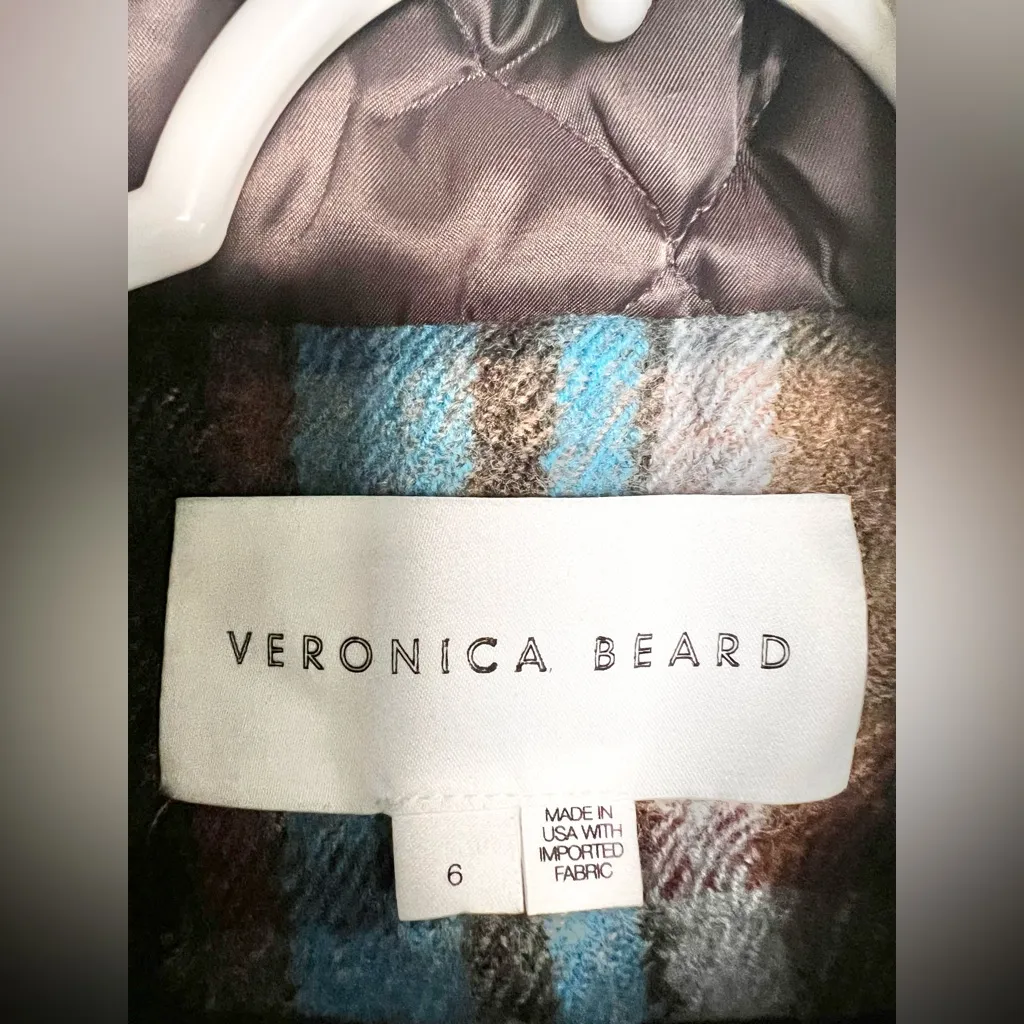 VERONICA BEARD
6
MADE IN
USA WITH
IMPORTED
FABRIC